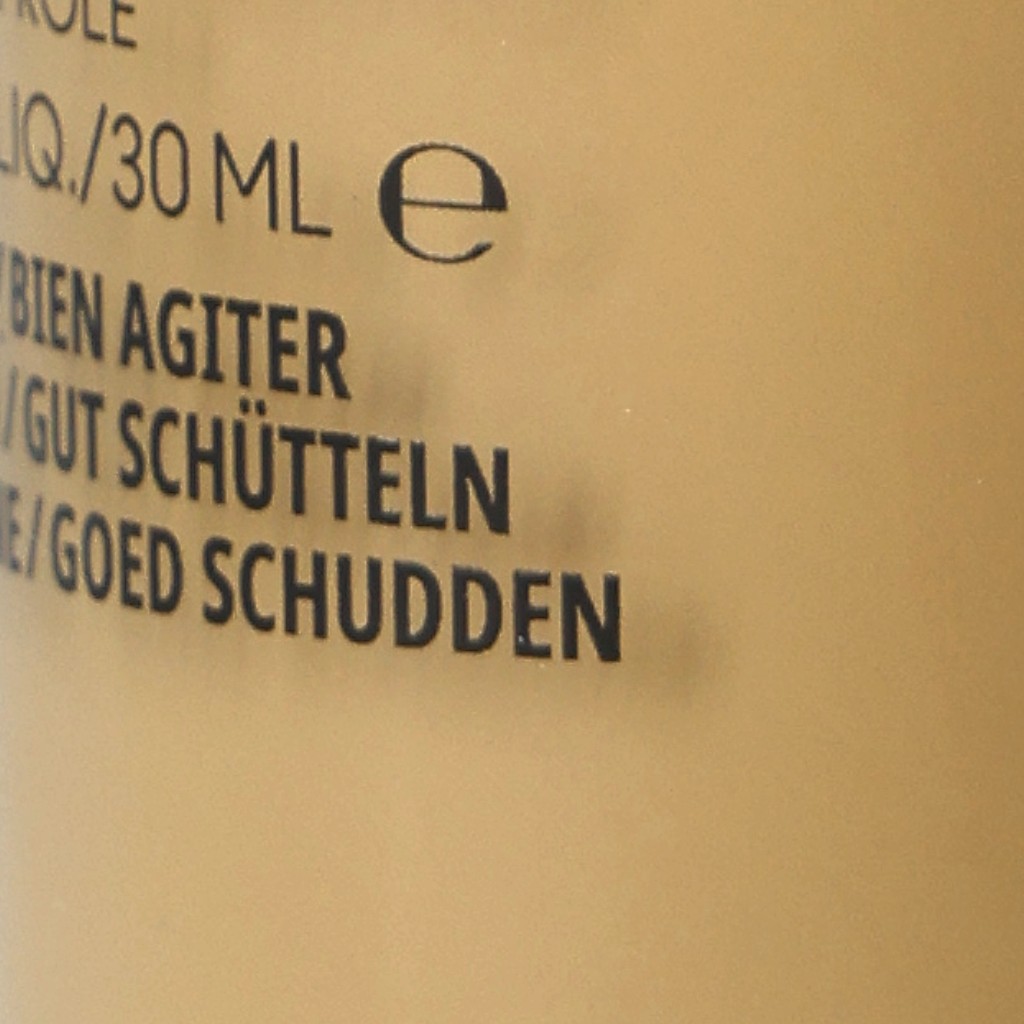 LIQ./30 ML e
BIEN AGITER
/GUT SCHÜTTELN
/GOED SCHUDDEN